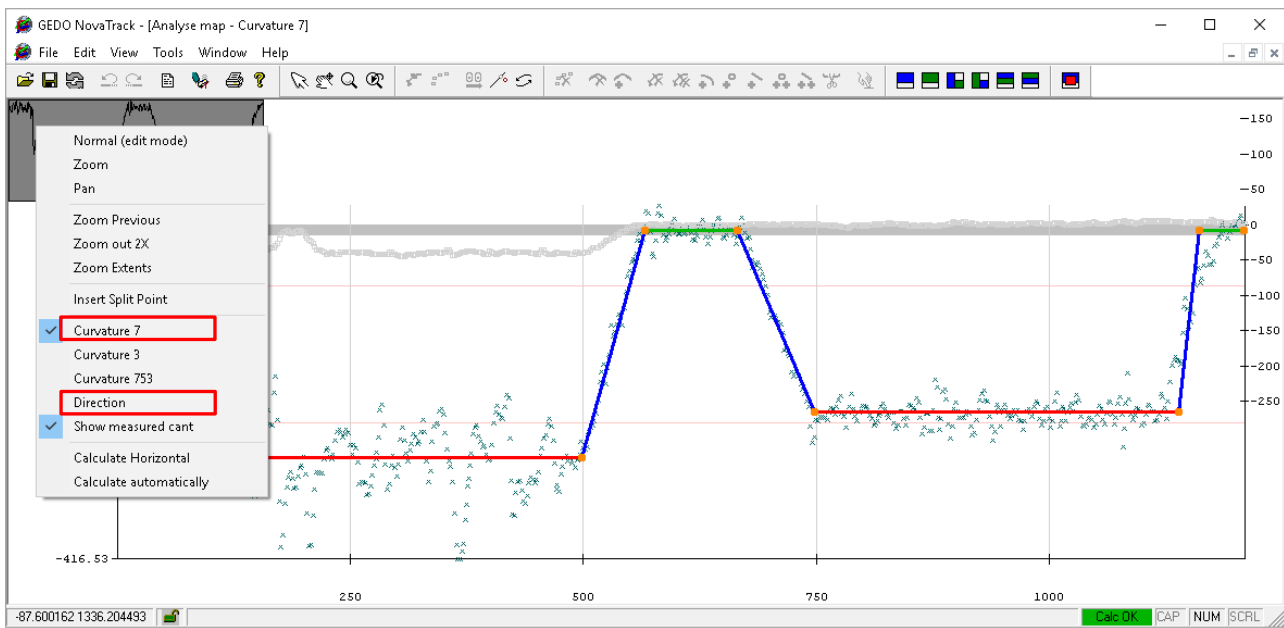 GEDO NovaTrack - [Analyse map - Curvature 7]
File Edit View Tools Window Help
Normal (edit mode)
Zoom
Pan
Zoom Previous
Zoom out 2X
Zoom Extents
Insert Split Point
Curvature 7
Curvature 3
Curvature 753
Direction
Show measured cant
Calculate Horizontal
Calculate automatically
-150
-100
-50
0
-50
-100
-150
-200
-250
-416.53
250 500 750 1000
-87.600162 1336.204493 Calc OK CAP NUM SCRL